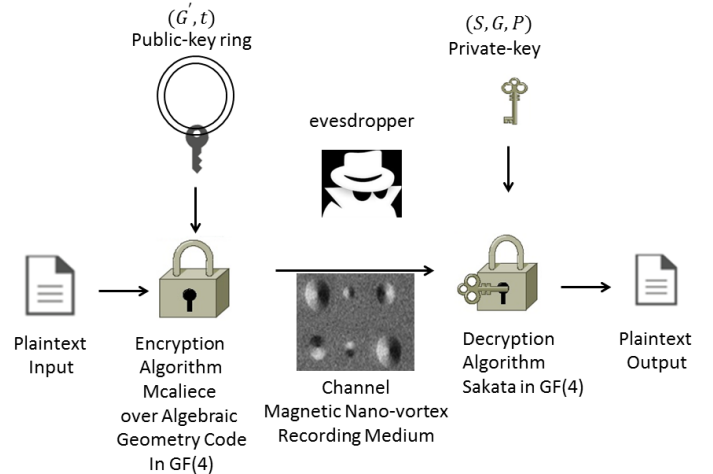 (G′, t)
Public-key ring
(S, G, P)
Private-key
evesdropper
Plaintext
Input
Encryption
Algorithm
Mcaliece
over Algebraic
Geometry Code
In GF(4)
Channel
Magnetic Nano-vortex
Recording Medium
Decryption
Algorithm
Sakata in GF(4)
Plaintext
Output